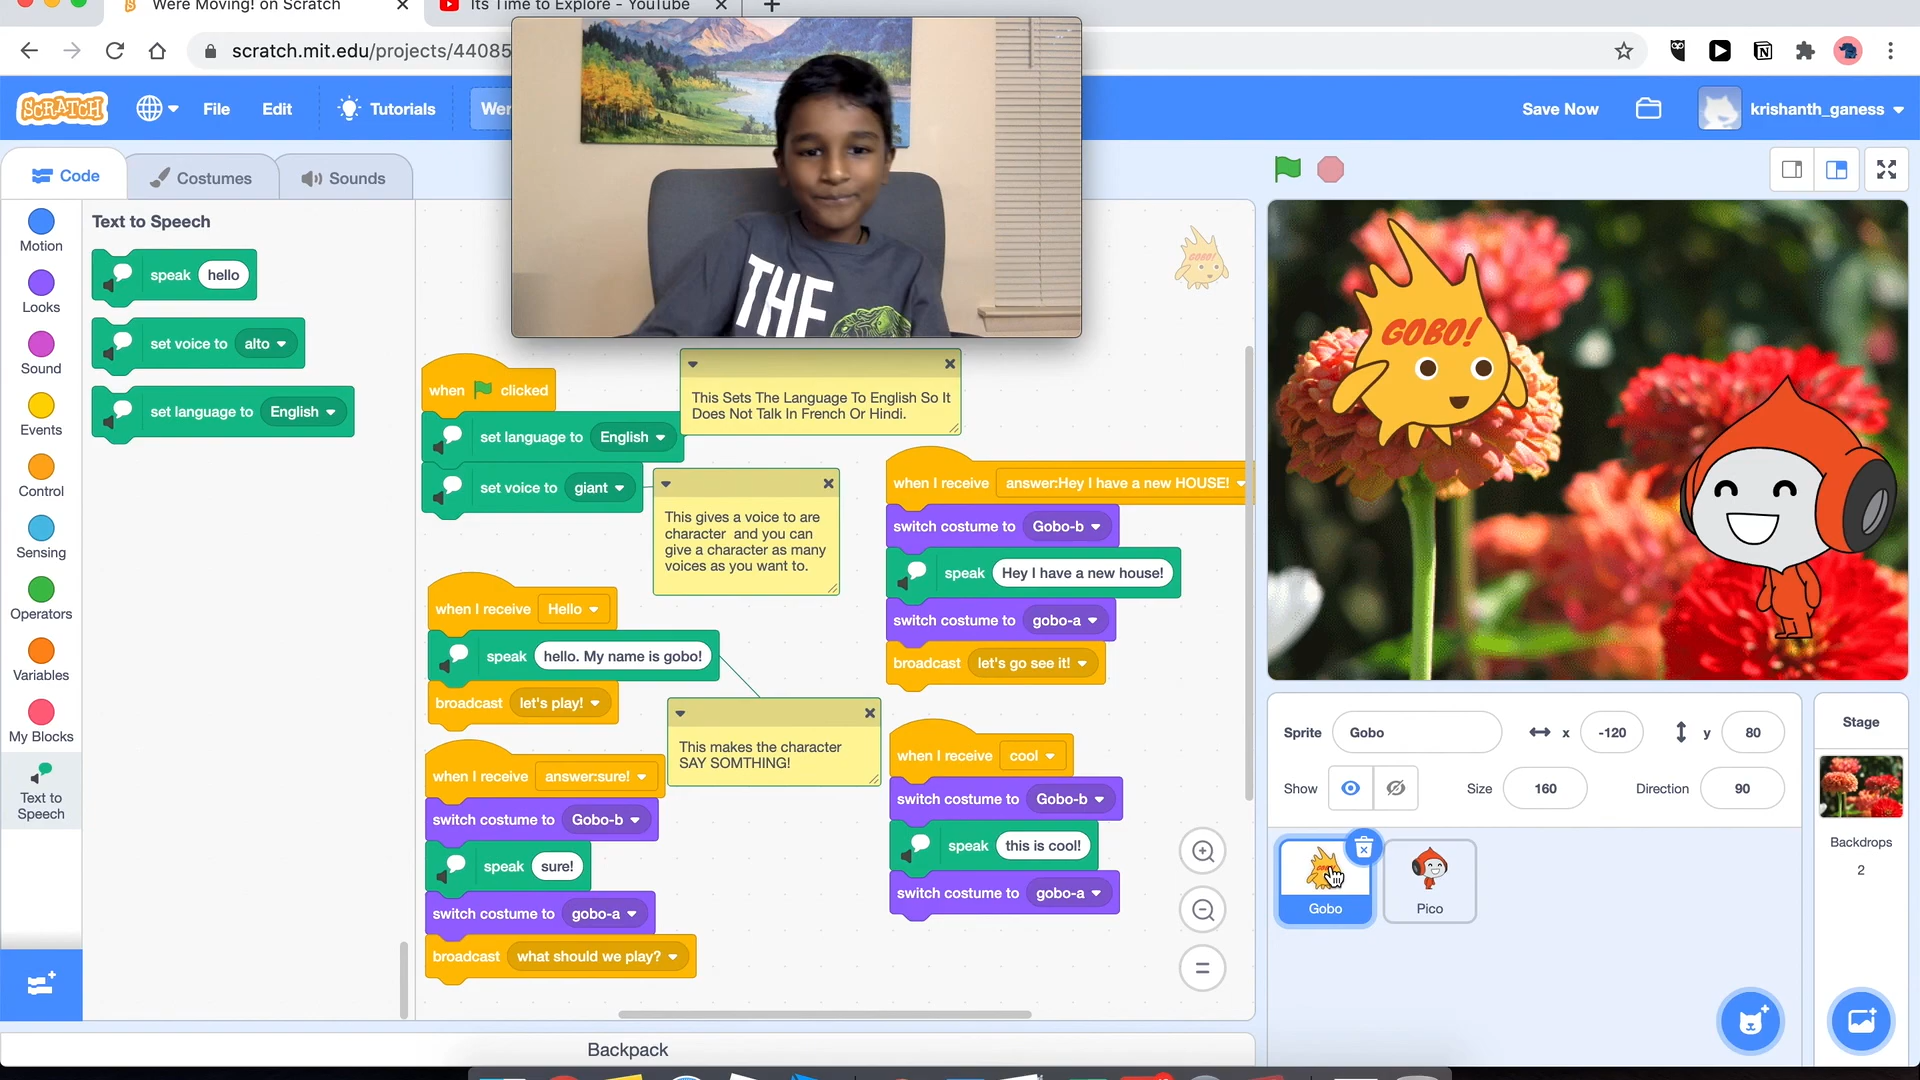 Were Moving! on Scratch
Its Time to Explore - YouTube
scratch.mit.edu/projects/44085
SCRATCH
File
Edit
Tutorials
Wer
Save Now
krishanth_ganess
Code
Costumes
Sounds
Motion
Looks
Sound
Events
Control
Sensing
Operators
Variables
My Blocks
Text to
Speech
Text to Speech
speak hello
set voice to alto
set language to English
THE
when clicked
set language to English
set voice to giant
This Sets The Language To English So It
Does Not Talk In French Or Hindi.
This gives a voice to are
character and you can
give a character as many
voices as you want to.
when I receive Hello
speak hello. My name is gobo!
broadcast let's play!
This makes the character
SAY SOMTHING!
when I receive answer:sure!
switch costume to Gobo-b
speak sure!
switch costume to gobo-a
broadcast what should we play?
when I receive answer:Hey I have a new HOUSE!
switch costume to Gobo-b
speak Hey I have a new house!
switch costume to gobo-a
broadcast let's go see it!
when I receive cool
switch costume to Gobo-b
speak this is cool!
switch costume to gobo-a
GOBO!
GOBO!
Sprite Gobo x -120 y 80
Show Size 160 Direction 90
Gobo
Pico
Stage
Backdrops
2
Backpack